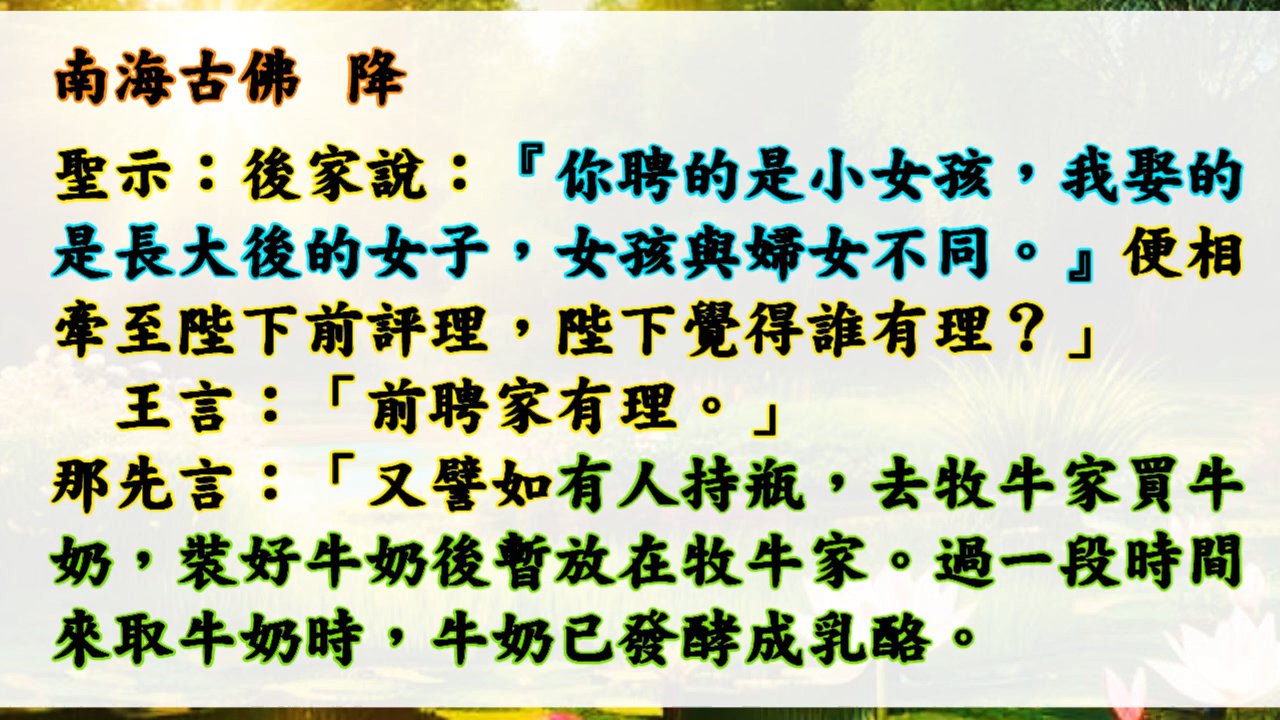 南海古佛 降
聖示：後家說：『你聘的是小女孩，我娶的
是長大後的女子，女孩與婦女不同。』便相
牽至陛下前評理，陛下覺得誰有理？」
王言：「前聘家有理。」
那先言：「又譬如有人持瓶，去牧牛家買牛
奶，裝好牛奶後暫放在牧牛家。過一段時間
來取牛奶時，牛奶已發酵成乳酪。